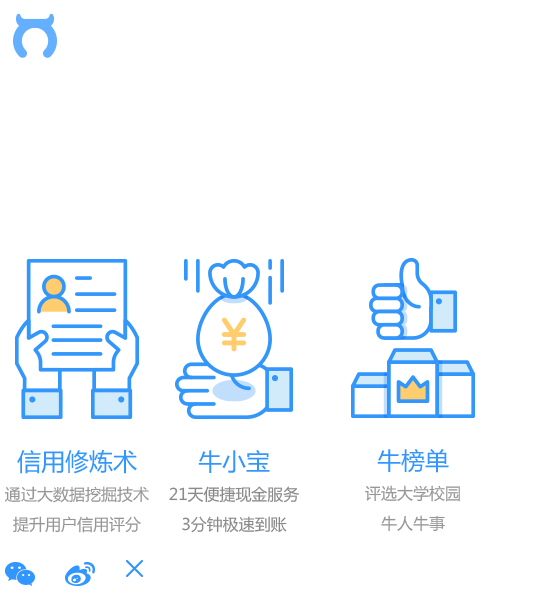 信用修炼术
通过大数据挖掘技术
提升用户信用评分
牛小宝
21天便捷现金服务
3分钟极速到账
牛榜单
评选大学校园
牛人牛事